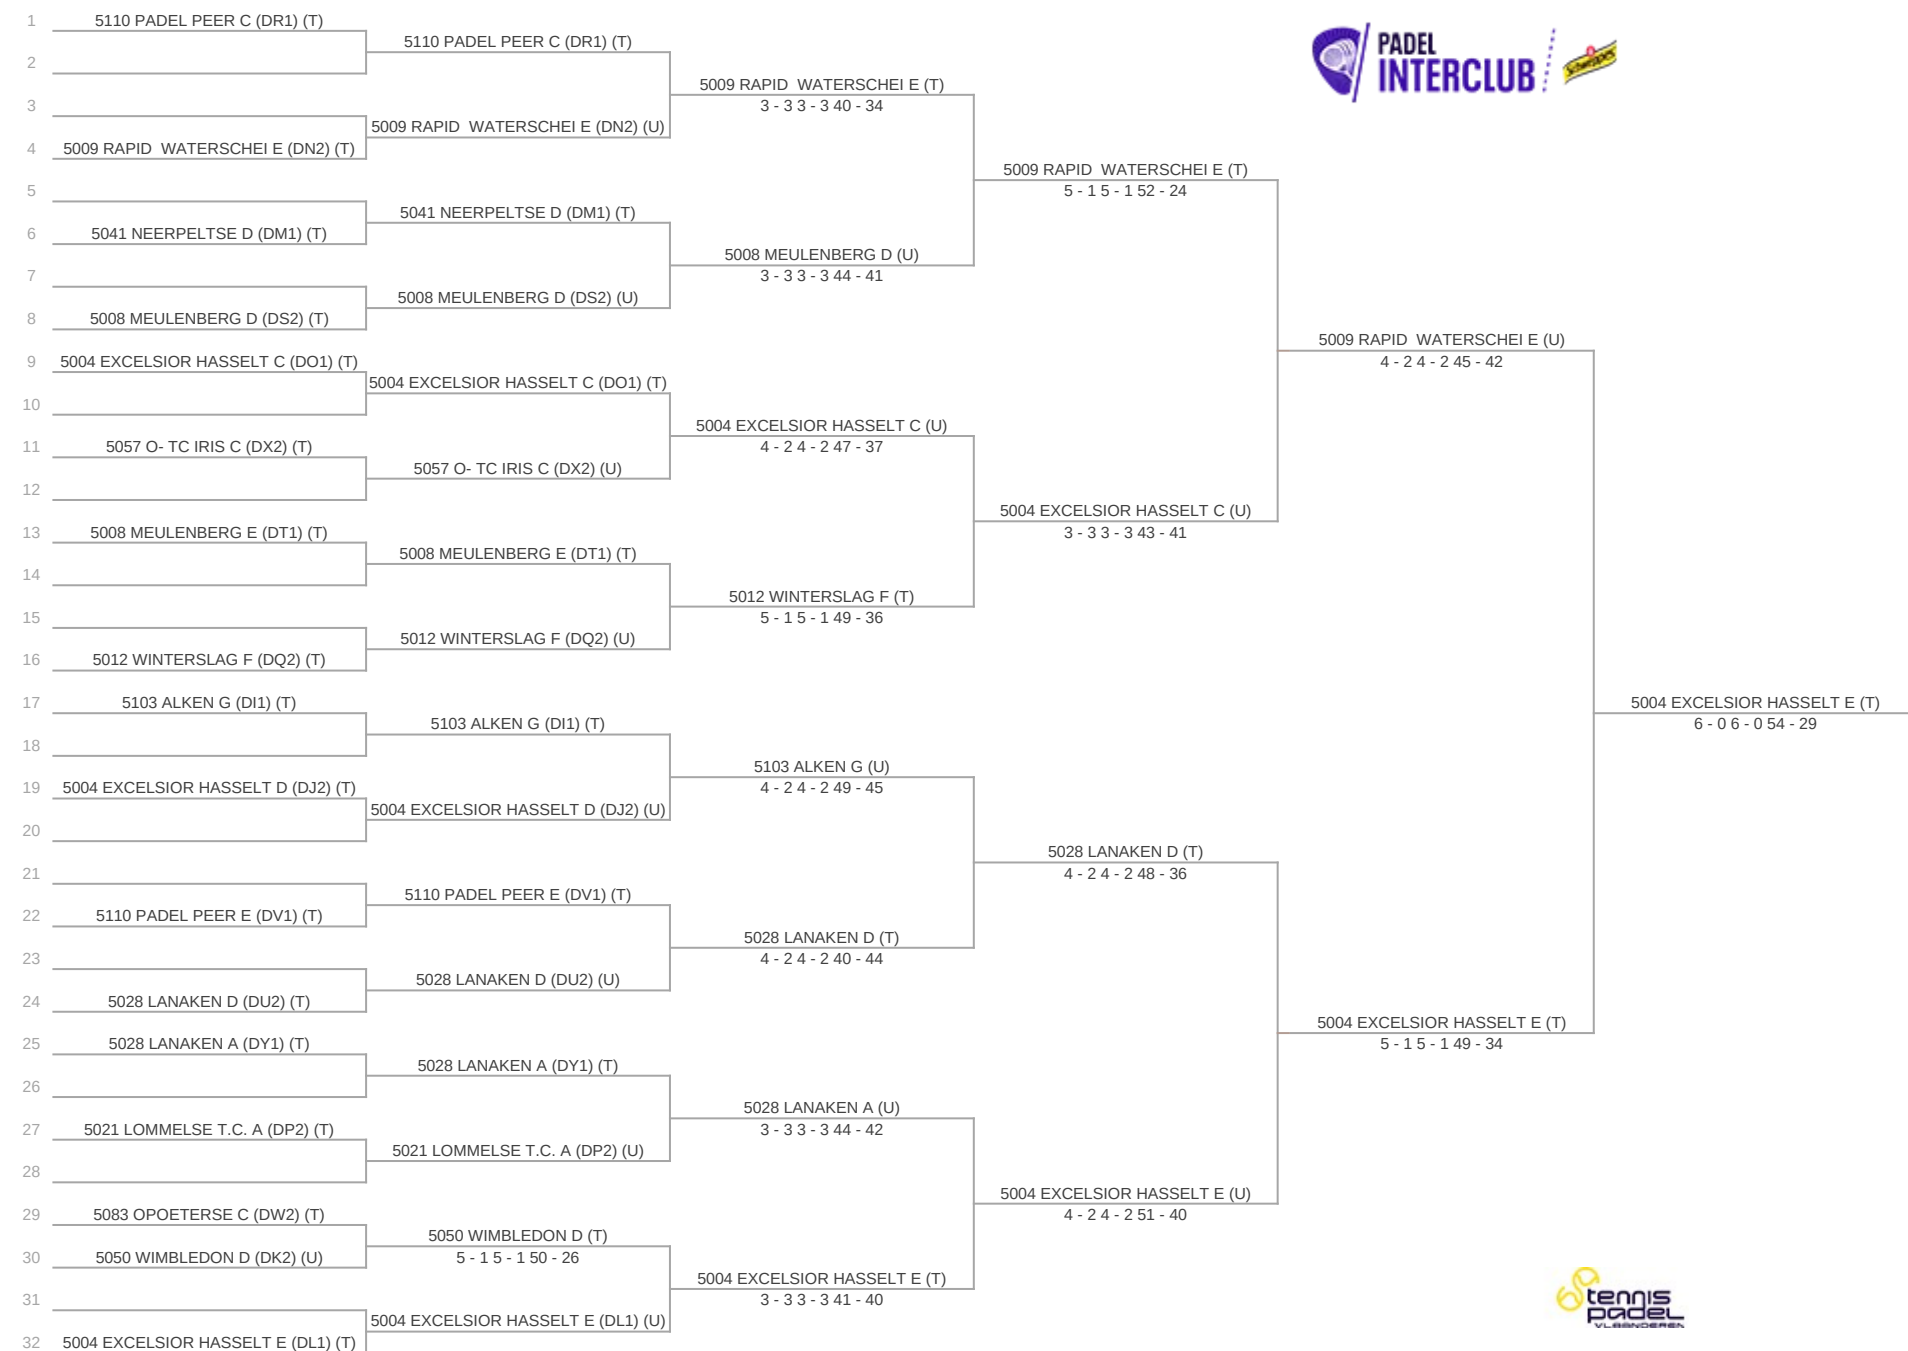 1 5110 PADEL PEER C (DR1) (T)
5110 PADEL PEER C (DR1) (T)
2
5009 RAPID  WATERSCHEI E (T)
3 - 3 3 - 3 40 - 34
3
5009 RAPID  WATERSCHEI E (DN2) (U)
4 5009 RAPID  WATERSCHEI E (DN2) (T)
5009 RAPID  WATERSCHEI E (T)
5 - 1 5 - 1 52 - 24
5
5041 NEERPELTSE D (DM1) (T)
6 5041 NEERPELTSE D (DM1) (T)
5008 MEULENBERG D (U)
3 - 3 3 - 3 44 - 41
7
5008 MEULENBERG D (DS2) (U)
8 5008 MEULENBERG D (DS2) (T)
5009 RAPID  WATERSCHEI E (U)
4 - 2 4 - 2 45 - 42
9 5004 EXCELSIOR HASSELT C (DO1) (T)
5004 EXCELSIOR HASSELT C (DO1) (T)
10
5004 EXCELSIOR HASSELT C (U)
4 - 2 4 - 2 47 - 37
11 5057 O- TC IRIS C (DX2) (T)
5057 O- TC IRIS C (DX2) (U)
12
5004 EXCELSIOR HASSELT C (U)
3 - 3 3 - 3 43 - 41
13 5008 MEULENBERG E (DT1) (T)
5008 MEULENBERG E (DT1) (T)
14
5012 WINTERSLAG F (T)
5 - 1 5 - 1 49 - 36
15
5012 WINTERSLAG F (DQ2) (U)
16 5012 WINTERSLAG F (DQ2) (T)
5004 EXCELSIOR HASSELT E (T)
6 - 0 6 - 0 54 - 29
17 5103 ALKEN G (DI1) (T)
5103 ALKEN G (DI1) (T)
18
5103 ALKEN G (U)
4 - 2 4 - 2 49 - 45
19 5004 EXCELSIOR HASSELT D (DJ2) (T)
5004 EXCELSIOR HASSELT D (DJ2) (U)
20
5028 LANAKEN D (T)
4 - 2 4 - 2 48 - 36
21
5110 PADEL PEER E (DV1) (T)
22 5110 PADEL PEER E (DV1) (T)
5028 LANAKEN D (T)
4 - 2 4 - 2 40 - 44
23
5028 LANAKEN D (DU2) (U)
24 5028 LANAKEN D (DU2) (T)
5004 EXCELSIOR HASSELT E (T)
5 - 1 5 - 1 49 - 34
25 5028 LANAKEN A (DY1) (T)
5028 LANAKEN A (DY1) (T)
26
5028 LANAKEN A (U)
3 - 3 3 - 3 44 - 42
27 5021 LOMMELSE T.C. A (DP2) (T)
5021 LOMMELSE T.C. A (DP2) (U)
28
5004 EXCELSIOR HASSELT E (U)
4 - 2 4 - 2 51 - 40
29 5083 OPOETERSE C (DW2) (T)
5050 WIMBLEDON D (T)
5 - 1 5 - 1 50 - 26
30 5050 WIMBLEDON D (DK2) (U)
5004 EXCELSIOR HASSELT E (T)
3 - 3 3 - 3 41 - 40
31
5004 EXCELSIOR HASSELT E (DL1) (U)
32 5004 EXCELSIOR HASSELT E (DL1) (T)
PADEL
INTERCLUB
Schweppes
tennis
padel
VLAANDEREN